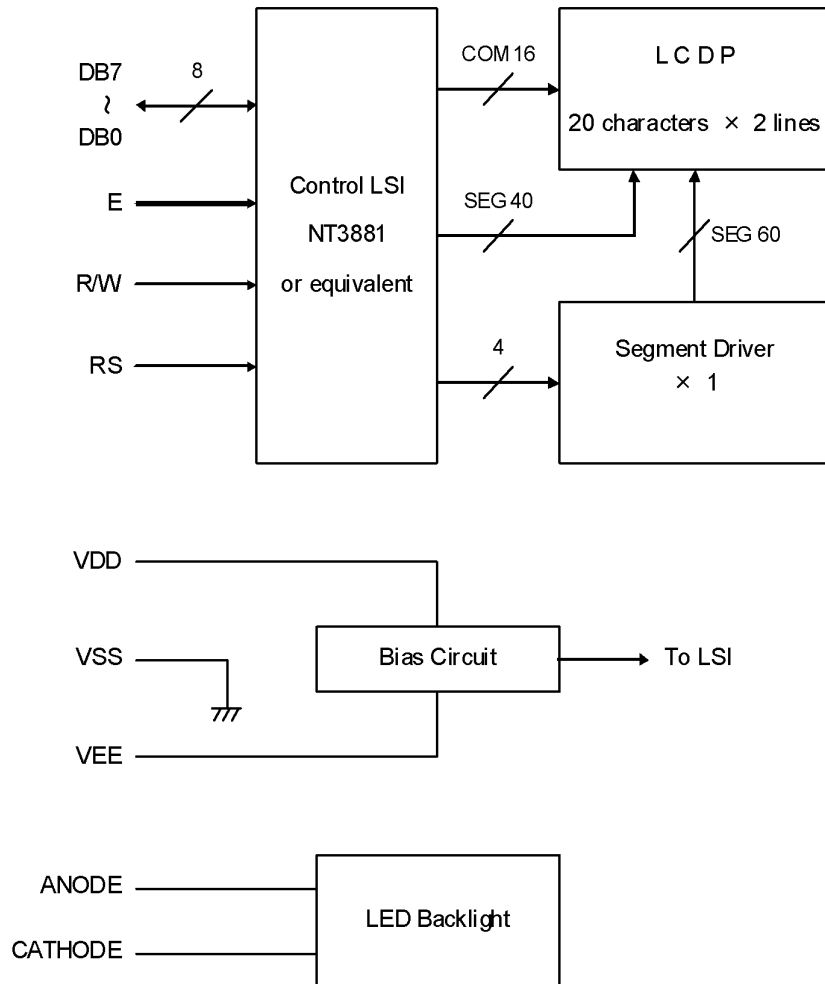 DB7
~
DB0
8
E
R/W
RS
Control LSI
NT3881
or equivalent
COM 16
SEG 40
4
L C D P
20 characters × 2 lines
SEG 60
Segment Driver
× 1
VDD
VSS
VEE
Bias Circuit
To LSI
ANODE
CATHODE
LED Backlight